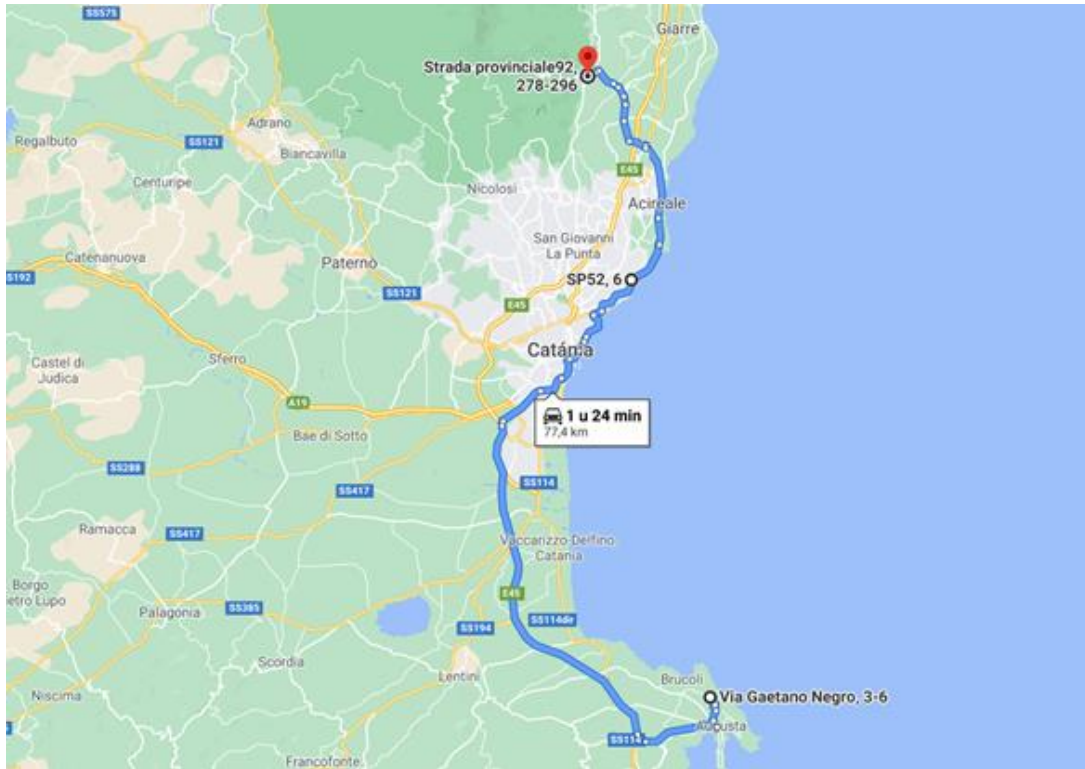 SS575
Giarre
Strada provinciale92,
278-296
Adrano
Regalbuto
SS121
Biancavilla
E45
Centuripe
Nicolosi
Acireale
San Giovanni
La Punta
Catenanuova
Paternò
SP52, 6
SS192
SS121
E45
Catania
Castel di
Judica
Sferro
A19
1 u 24 min
77,4 km
Bae di Sotto
SS288
SS114
SS417
Ramacca
SS417
Vaccarizzo-Delfino
Catania
Borgo
Pietro Lupo
E45
SS385
Palagonia
SS114dir
SS194
Scordia
Lentini
Brucoli
Via Gaetano Negro, 3-6
Niscima
Augusta
SS114
Francofonte